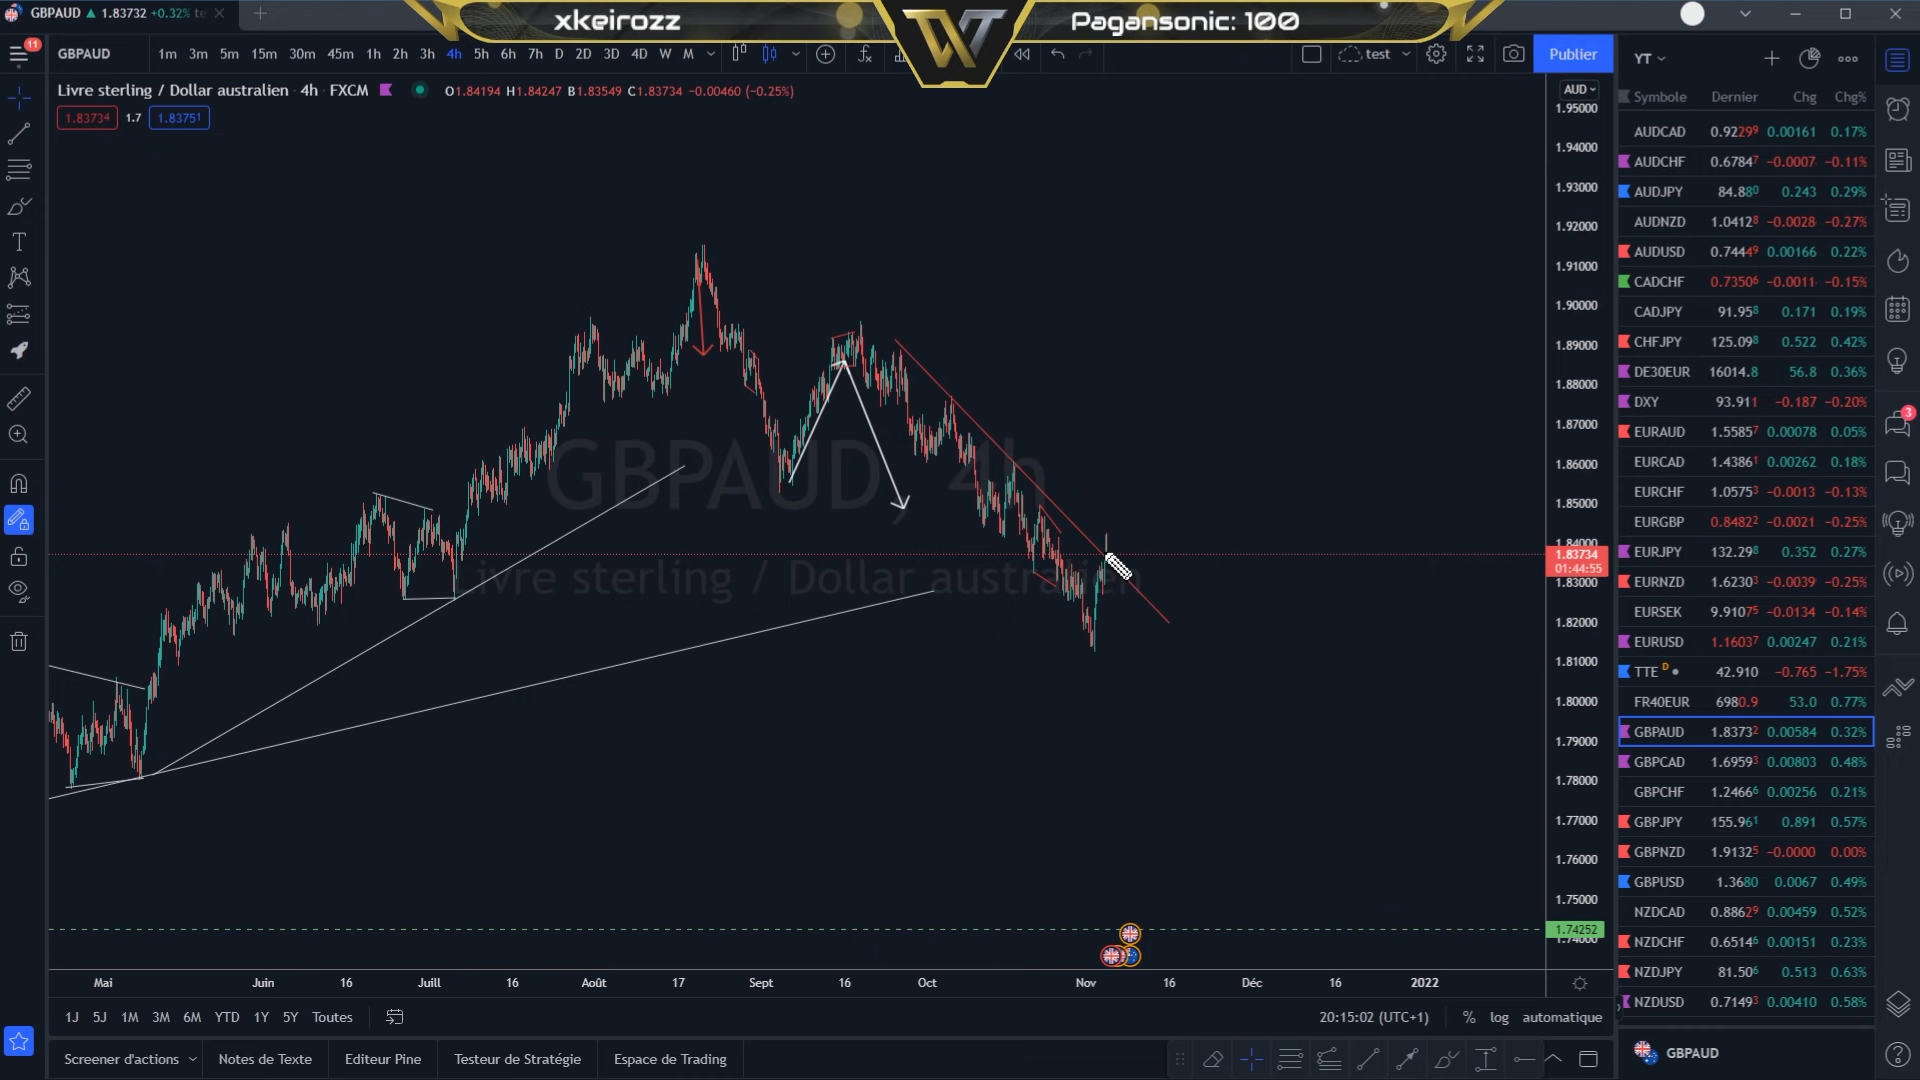 GBPAUD ▲ 1.83732 +0.32%
xkeirozz
Pagansonic: 100
11
GBPAUD
1m 3m 5m 15m 30m 45m 1h 2h 3h 4h 5h 6h 7h D 2D 3D 4D W M
test
Publier
YT
Livre sterling / Dollar australien · 4h · FXCM
O1.84194 H1.84247 B1.83549 C1.83734 −0.00460 (−0.25%)
1.83734 1.7 1.83751
AUD
1.95000
1.94000
1.93000
1.92000
1.91000
1.90000
1.89000
1.88000
1.87000
1.86000
1.85000
1.84000
1.83734
01:44:55
1.83000
1.82000
1.81000
1.80000
1.79000
1.78000
1.77000
1.76000
1.75000
1.74252
1.74000
GBPAUD, 4h
Livre sterling / Dollar australien
Mai Juin 16 Juill 16 Août 17 Sept 16 Oct Nov 16 Déc 16 2022
1J 5J 1M 3M 6M YTD 1Y 5Y Toutes
20:15:02 (UTC+1) % log automatique
Screener d'actions Notes de Texte Editeur Pine Testeur de Stratégie Espace de Trading
Symbole Dernier Chg Chg%
AUDCAD 0.92299 0.00161 0.17%
AUDCHF 0.67847 −0.0007 −0.11%
AUDJPY 84.880 0.243 0.29%
AUDNZD 1.04128 −0.0028 −0.27%
AUDUSD 0.74449 0.00166 0.22%
CADCHF 0.73506 −0.0011 −0.15%
CADJPY 91.958 0.171 0.19%
CHFJPY 125.098 0.522 0.42%
DE30EUR 16014.8 56.8 0.36%
DXY 93.911 −0.187 −0.20%
EURAUD 1.55857 0.00078 0.05%
EURCAD 1.43861 0.00262 0.18%
EURCHF 1.05753 −0.0013 −0.13%
EURGBP 0.84822 −0.0021 −0.25%
EURJPY 132.298 0.352 0.27%
EURNZD 1.62303 −0.0039 −0.25%
EURSEK 9.91075 −0.0134 −0.14%
EURUSD 1.16037 0.00247 0.21%
TTE D 42.910 −0.765 −1.75%
FR40EUR 6980.9 53.0 0.77%
GBPAUD 1.83732 0.00584 0.32%
GBPCAD 1.69593 0.00803 0.48%
GBPCHF 1.24666 0.00256 0.21%
GBPJPY 155.961 0.891 0.57%
GBPNZD 1.91325 −0.0000 0.00%
GBPUSD 1.3680 0.0067 0.49%
NZDCAD 0.88629 0.00459 0.52%
NZDCHF 0.65146 0.00151 0.23%
NZDJPY 81.506 0.513 0.63%
NZDUSD 0.71493 0.00410 0.58%
GBPAUD
3